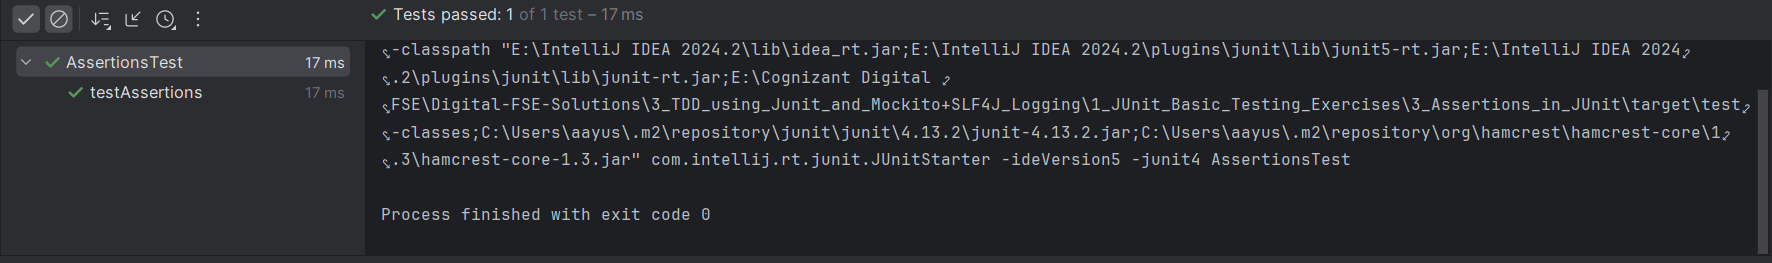 Tests passed: 1 of 1 test – 17 ms
AssertionsTest 17 ms
testAssertions 17 ms
-classpath "E:\IntelliJ IDEA 2024.2\lib\idea_rt.jar;E:\IntelliJ IDEA 2024.2\plugins\junit\lib\junit5-rt.jar;E:\IntelliJ IDEA 2024
.2\plugins\junit\lib\junit-rt.jar;E:\Cognizant Digital
FSE\Digital-FSE-Solutions\3_TDD_using_Junit_and_Mockito+SLF4J_Logging\1_JUnit_Basic_Testing_Exercises\3_Assertions_in_JUnit\target\test
-classes;C:\Users\aayus\.m2\repository\junit\junit\4.13.2\junit-4.13.2.jar;C:\Users\aayus\.m2\repository\org\hamcrest\hamcrest-core\1
.3\hamcrest-core-1.3.jar" com.intellij.rt.junit.JUnitStarter -ideVersion5 -junit4 AssertionsTest
Process finished with exit code 0